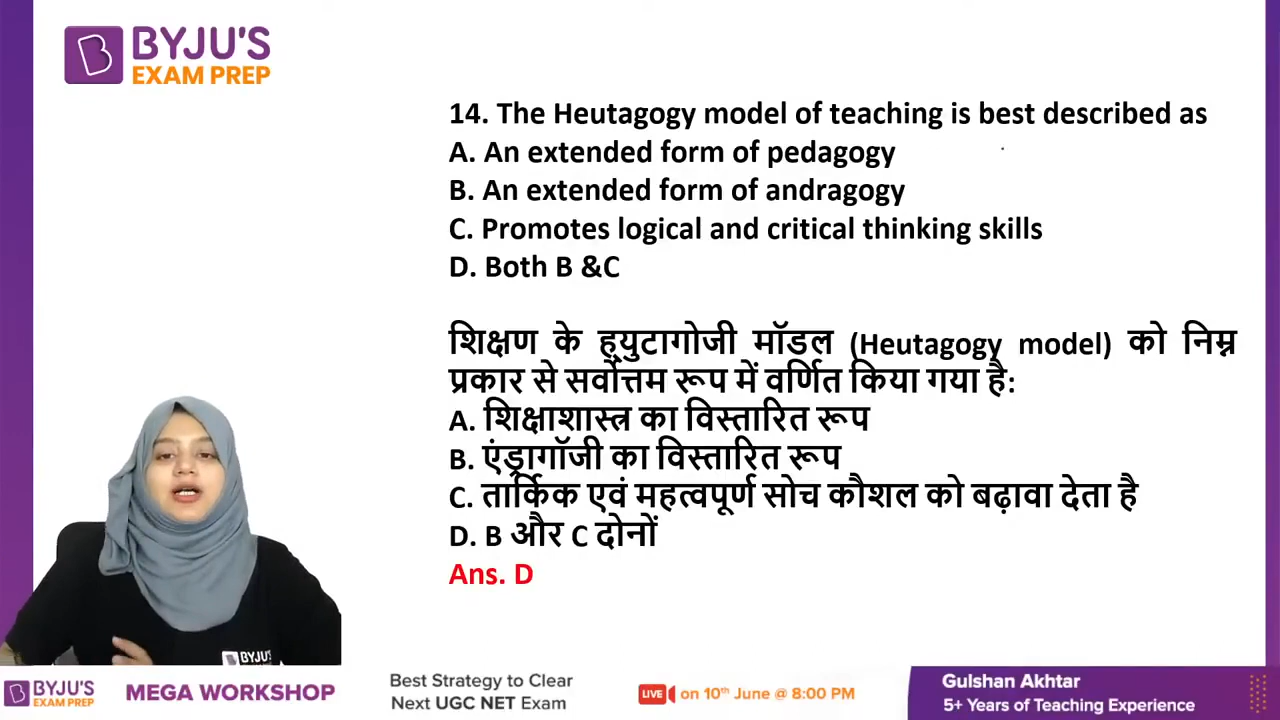 BYJU'S
EXAM PREP
14. The Heutagogy model of teaching is best described as
A. An extended form of pedagogy
B. An extended form of andragogy
C. Promotes logical and critical thinking skills
D. Both B &C
शिक्षण के ह्युटागोजी मॉडल (Heutagogy model) को निम्न
प्रकार से सर्वोत्तम रूप में वर्णित किया गया है:
A. शिक्षाशास्त्र का विस्तारित रूप
B. एंड्रागॉजी का विस्तारित रूप
C. तार्किक एवं महत्वपूर्ण सोच कौशल को बढ़ावा देता है
D. B और C दोनों
Ans. D
BYJU'S
BYJU'S
EXAM PREP
MEGA WORKSHOP
Best Strategy to Clear
Next UGC NET Exam
LIVE on 10th June @ 8:00 PM
Gulshan Akhtar
5+ Years of Teaching Experience